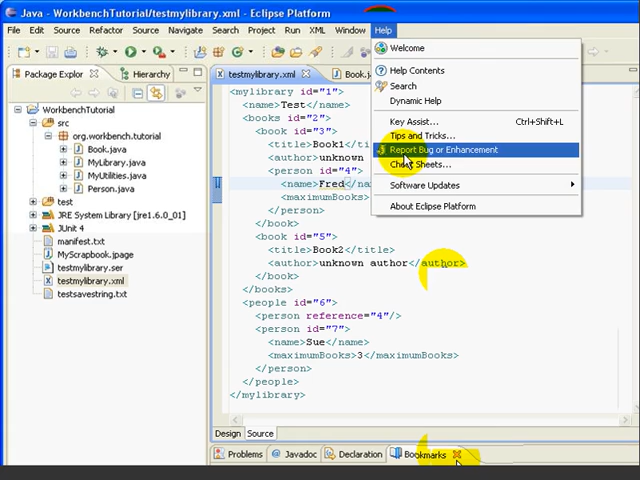 Java - WorkbenchTutorial/testmylibrary.xml - Eclipse Platform
File Edit Source Refactor Source Navigate Search Project Run XML Window Help
Package Explor Hierarchy testmylibrary.xml Book.j
WorkbenchTutorial
src
org.workbench.tutorial
Book.java
MyLibrary.java
MyUtilities.java
Person.java
test
JRE System Library [jre1.6.0_01]
JUnit 4
manifest.txt
MyScrapbook.jpage
testmylibrary.ser
testmylibrary.xml
testsavestring.txt
<mylibrary id="1">
<name>Test</name>
<books id="2">
<book id="3">
<title>Book1</ti
<author>unknown
<person id="4">
<name>Fred</na
<maximumBooks>
</person>
</book>
<book id="5">
<title>Book2</title>
<author>unknown author</author>
</book>
</books>
<people id="6">
<person reference="4"/>
<person id="7">
<name>Sue</name>
<maximumBooks>3</maximumBooks>
</person>
</people>
</mylibrary>
Welcome
Help Contents
Search
Dynamic Help
Key Assist... Ctrl+Shift+L
Tips and Tricks...
Report Bug or Enhancement
Cheat Sheets...
Software Updates
About Eclipse Platform
Design Source
Problems @ Javadoc Declaration Bookmarks